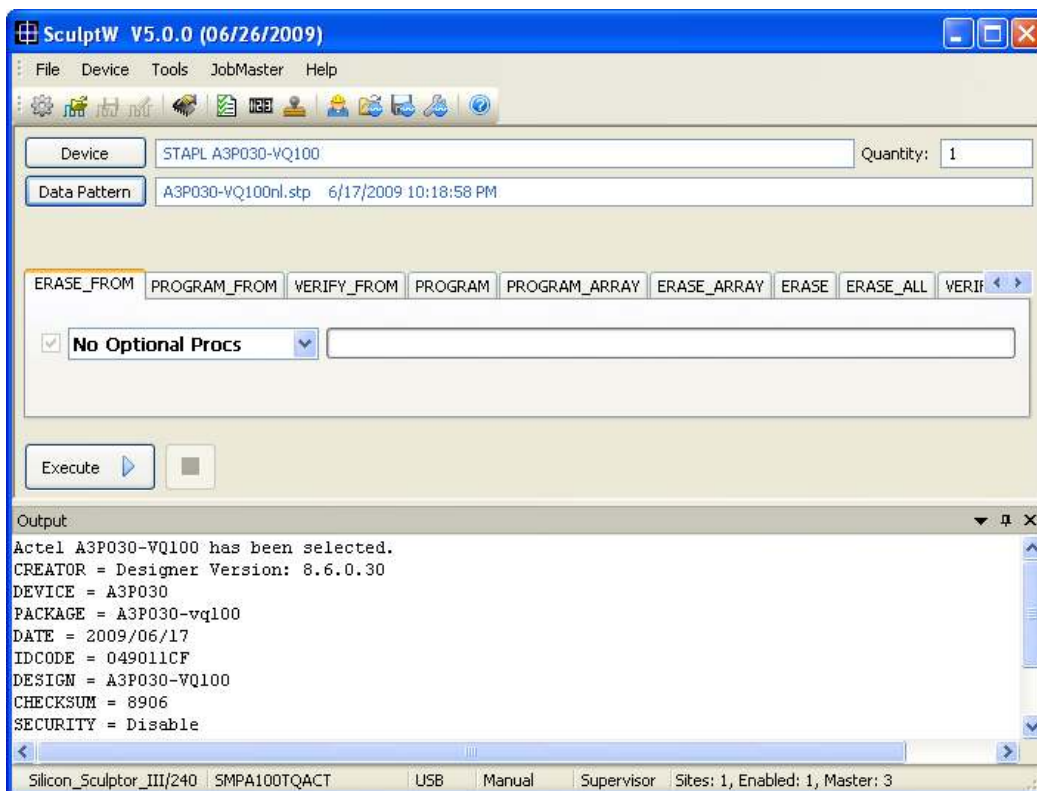 SculptW V5.0.0 (06/26/2009)
File Device Tools JobMaster Help
Device STAPL A3P030-VQ100 Quantity: 1
Data Pattern A3P030-VQ100nl.stp 6/17/2009 10:18:58 PM
ERASE_FROM PROGRAM_FROM VERIFY_FROM PROGRAM PROGRAM_ARRAY ERASE_ARRAY ERASE ERASE_ALL VERIF
No Optional Procs
Execute
Output
Actel A3P030-VQ100 has been selected.
CREATOR = Designer Version: 8.6.0.30
DEVICE = A3P030
PACKAGE = A3P030-vq100
DATE = 2009/06/17
IDCODE = 049011CF
DESIGN = A3P030-VQ100
CHECKSUM = 8906
SECURITY = Disable
Silicon_Sculptor_III/240 SMPA100TQACT USB Manual Supervisor Sites: 1, Enabled: 1, Master: 3